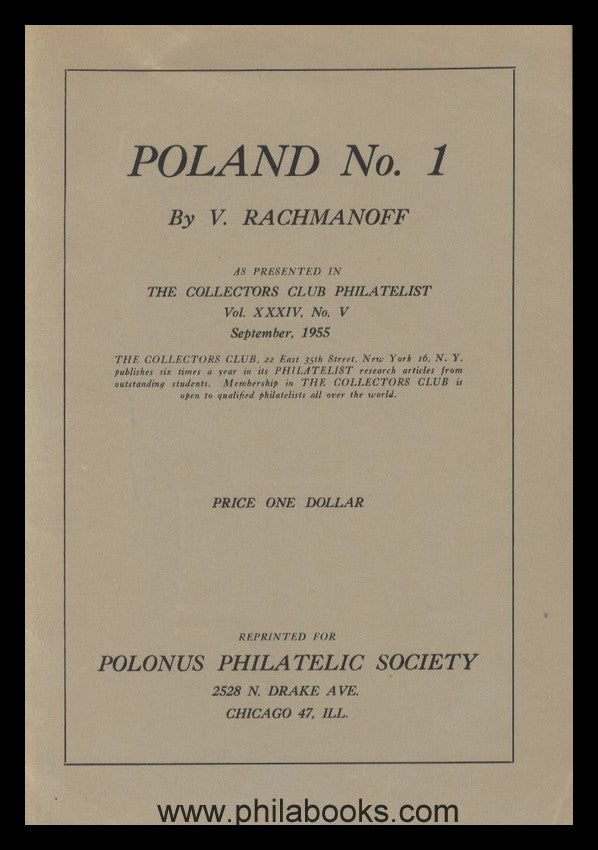 POLAND No. 1
By V. RACHMANOFF
AS PRESENTED IN
THE COLLECTORS CLUB PHILATELIST
Vol. XXXIV, No. V
September, 1955
THE COLLECTORS CLUB, 22 East 35th Street, New York 16, N. Y.
publishes six times a year in its PHILATELIST research articles from
outstanding students. Membership in THE COLLECTORS CLUB is
open to qualified philatelists all over the world.
PRICE ONE DOLLAR
REPRINTED FOR
POLONUS PHILATELIC SOCIETY
2528 N. DRAKE AVE.
CHICAGO 47, ILL.
www.philabooks.com